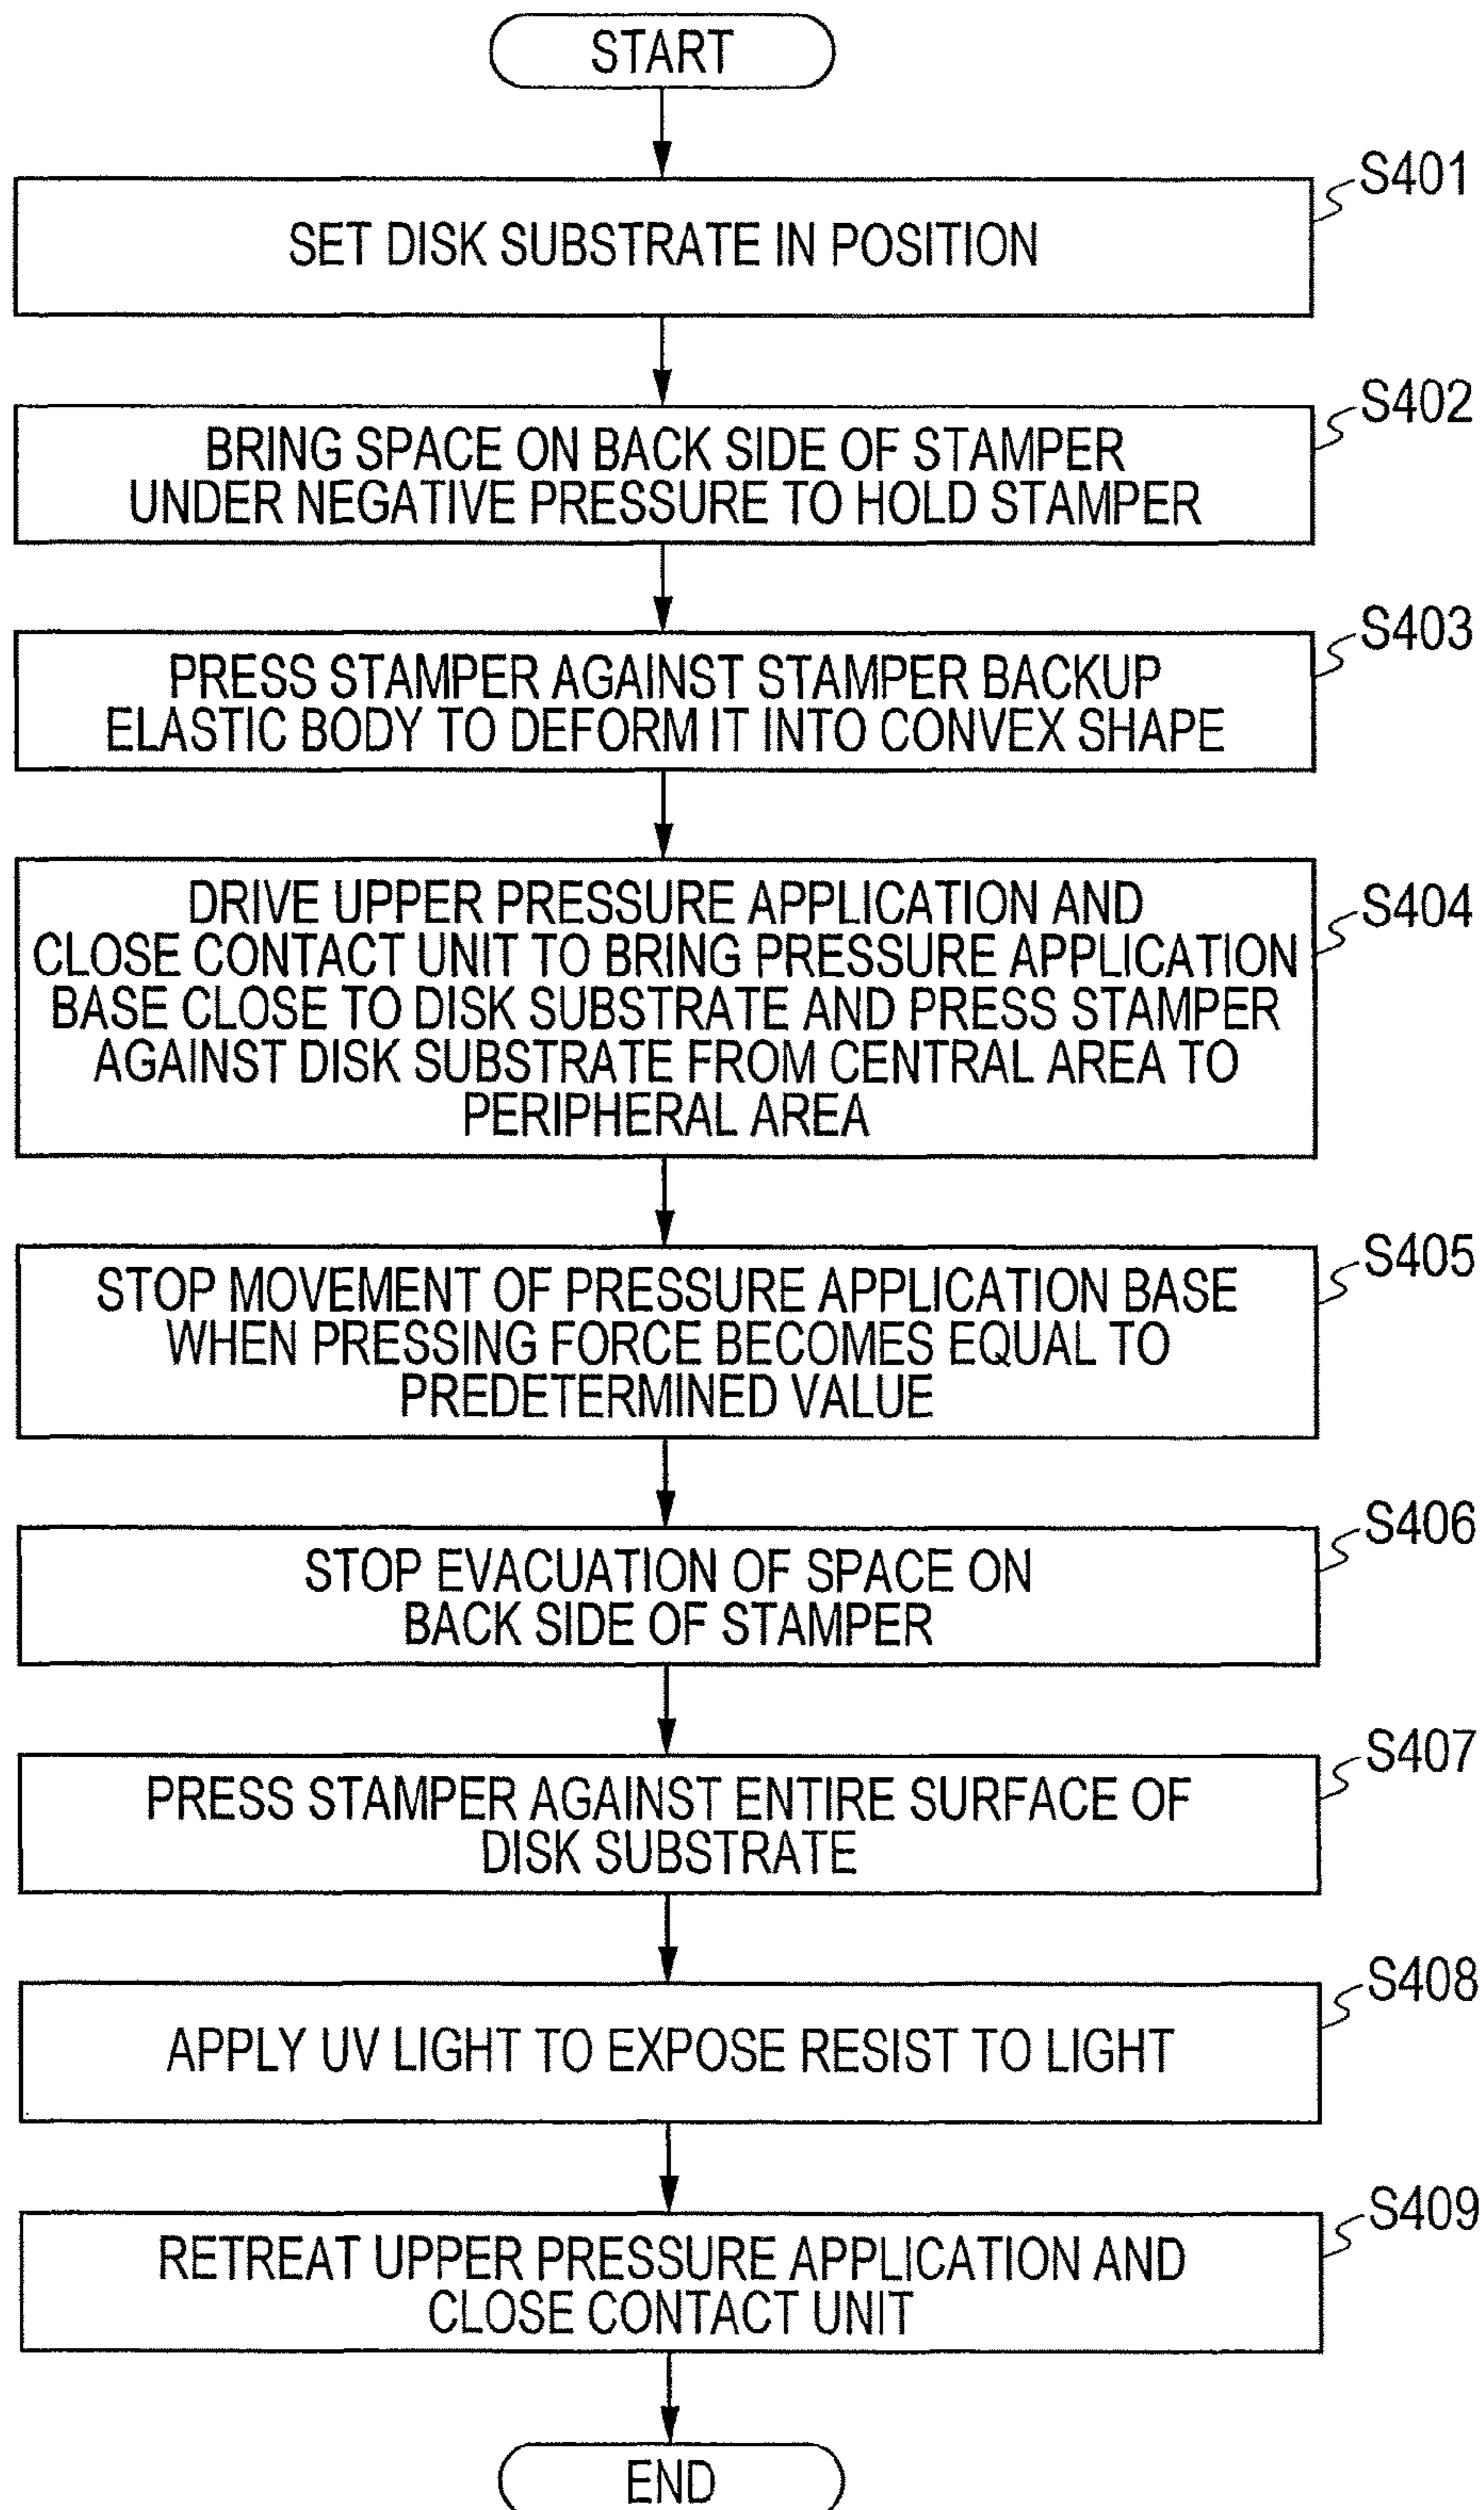 START
S401
SET DISK SUBSTRATE IN POSITION
S402
BRING SPACE ON BACK SIDE OF STAMPER
UNDER NEGATIVE PRESSURE TO HOLD STAMPER
S403
PRESS STAMPER AGAINST STAMPER BACKUP
ELASTIC BODY TO DEFORM IT INTO CONVEX SHAPE
S404
DRIVE UPPER PRESSURE APPLICATION AND
CLOSE CONTACT UNIT TO BRING PRESSURE APPLICATION
BASE CLOSE TO DISK SUBSTRATE AND PRESS STAMPER
AGAINST DISK SUBSTRATE FROM CENTRAL AREA TO
PERIPHERAL AREA
S405
STOP MOVEMENT OF PRESSURE APPLICATION BASE
WHEN PRESSING FORCE BECOMES EQUAL TO
PREDETERMINED VALUE
S406
STOP EVACUATION OF SPACE ON
BACK SIDE OF STAMPER
S407
PRESS STAMPER AGAINST ENTIRE SURFACE OF
DISK SUBSTRATE
S408
APPLY UV LIGHT TO EXPOSE RESIST TO LIGHT
S409
RETREAT UPPER PRESSURE APPLICATION AND
CLOSE CONTACT UNIT
END